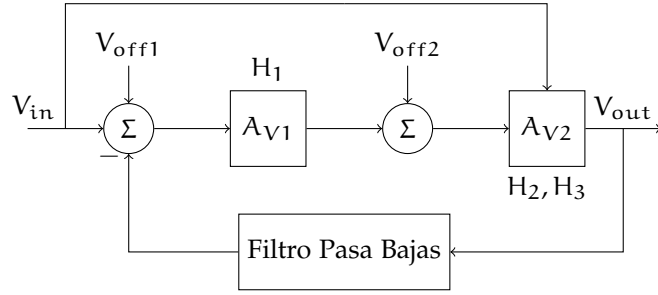 V_off1
V_off2
H_1
V_in
Σ
A_V1
Σ
A_V2
V_out
−
H_2, H_3
Filtro Pasa Bajas